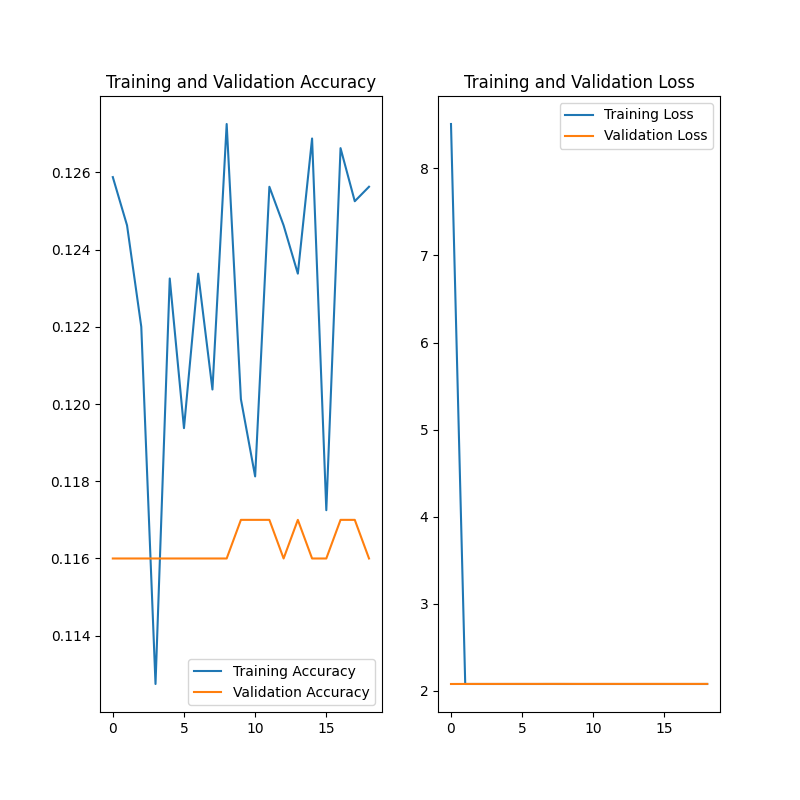 Training and Validation Accuracy
0.126
0.124
0.122
0.120
0.118
0.116
0.114
Training Accuracy
Validation Accuracy
0 5 10 15
Training and Validation Loss
Training Loss
Validation Loss
8
7
6
5
4
3
2
0 5 10 15